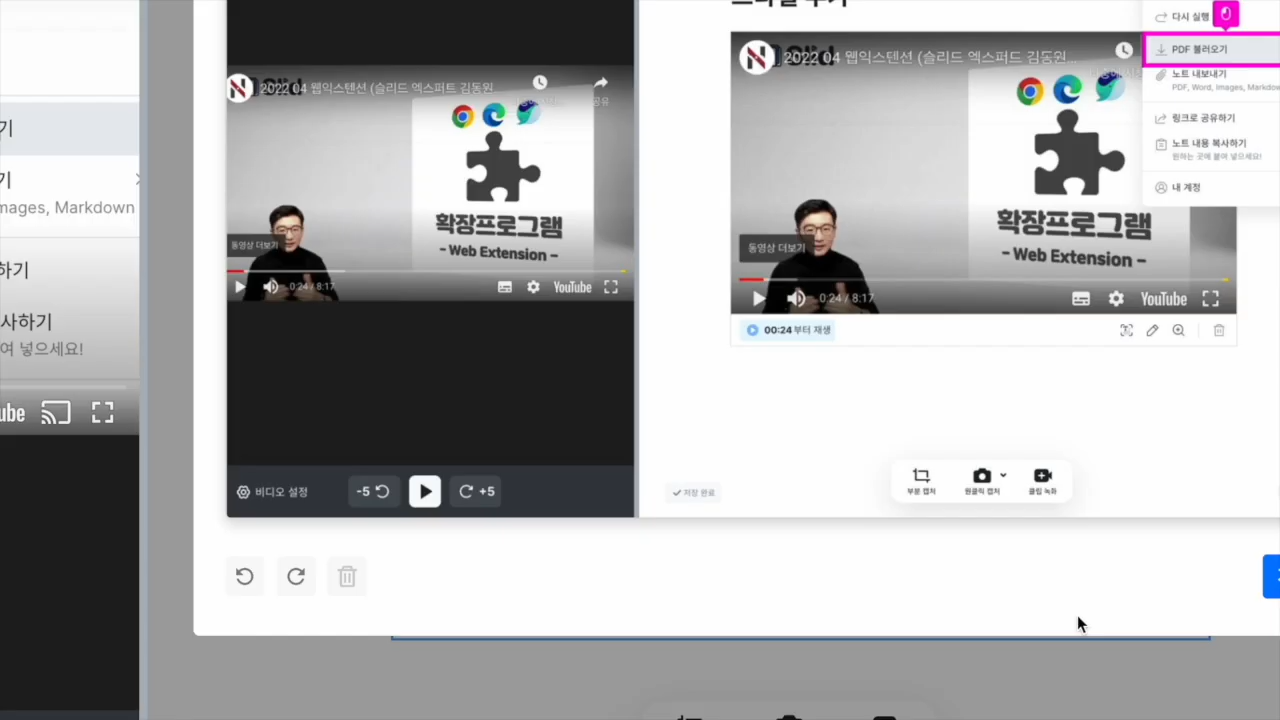 기
기
mages, Markdown
하기
사하기
여 넣으세요!
ube
2022 04 웹익스텐션 (슬리드 엑스퍼트 김동원...
공유
확장프로그램
- Web Extension -
동영상 더보기
0:24 / 8:17
YouTube
비디오 설정
-5
+5
2022 04 웹익스텐션 (슬리드 엑스퍼드 김동원...
확장프로그램
- Web Extension -
동영상 더보기
0:24 / 8:17
YouTube
00:24부터 재생
다시 실행
PDF 불러오기
노트 내보내기
PDF, Word, Images, Markdow
링크로 공유하기
노트 내용 복사하기
원하는 곳에 붙여 넣으세요!
내 계정
저장 완료
부분 캡처
원클릭 캡처
클립 녹화